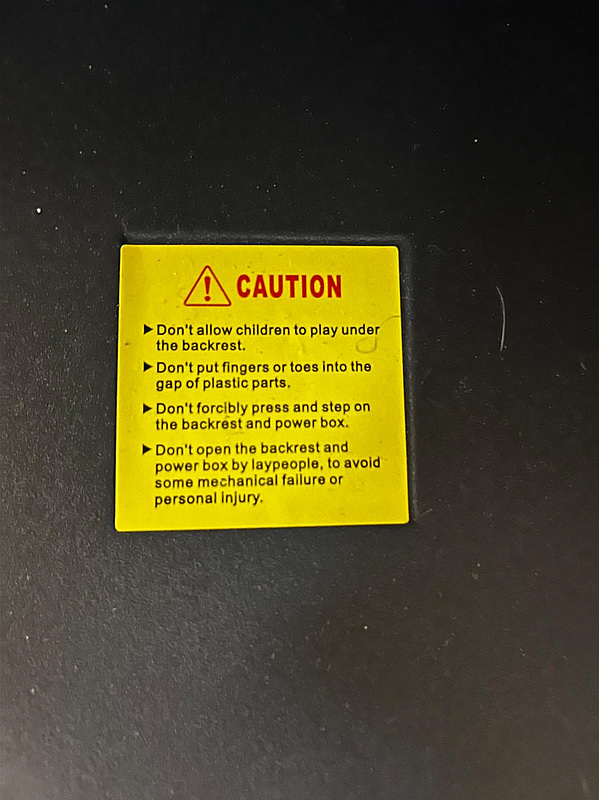 CAUTION
▶ Don't allow children to play under
the backrest.
▶ Don't put fingers or toes into the
gap of plastic parts.
▶ Don't forcibly press and step on
the backrest and power box.
▶ Don't open the backrest and
power box by laypeople, to avoid
some mechanical failure or
personal injury.